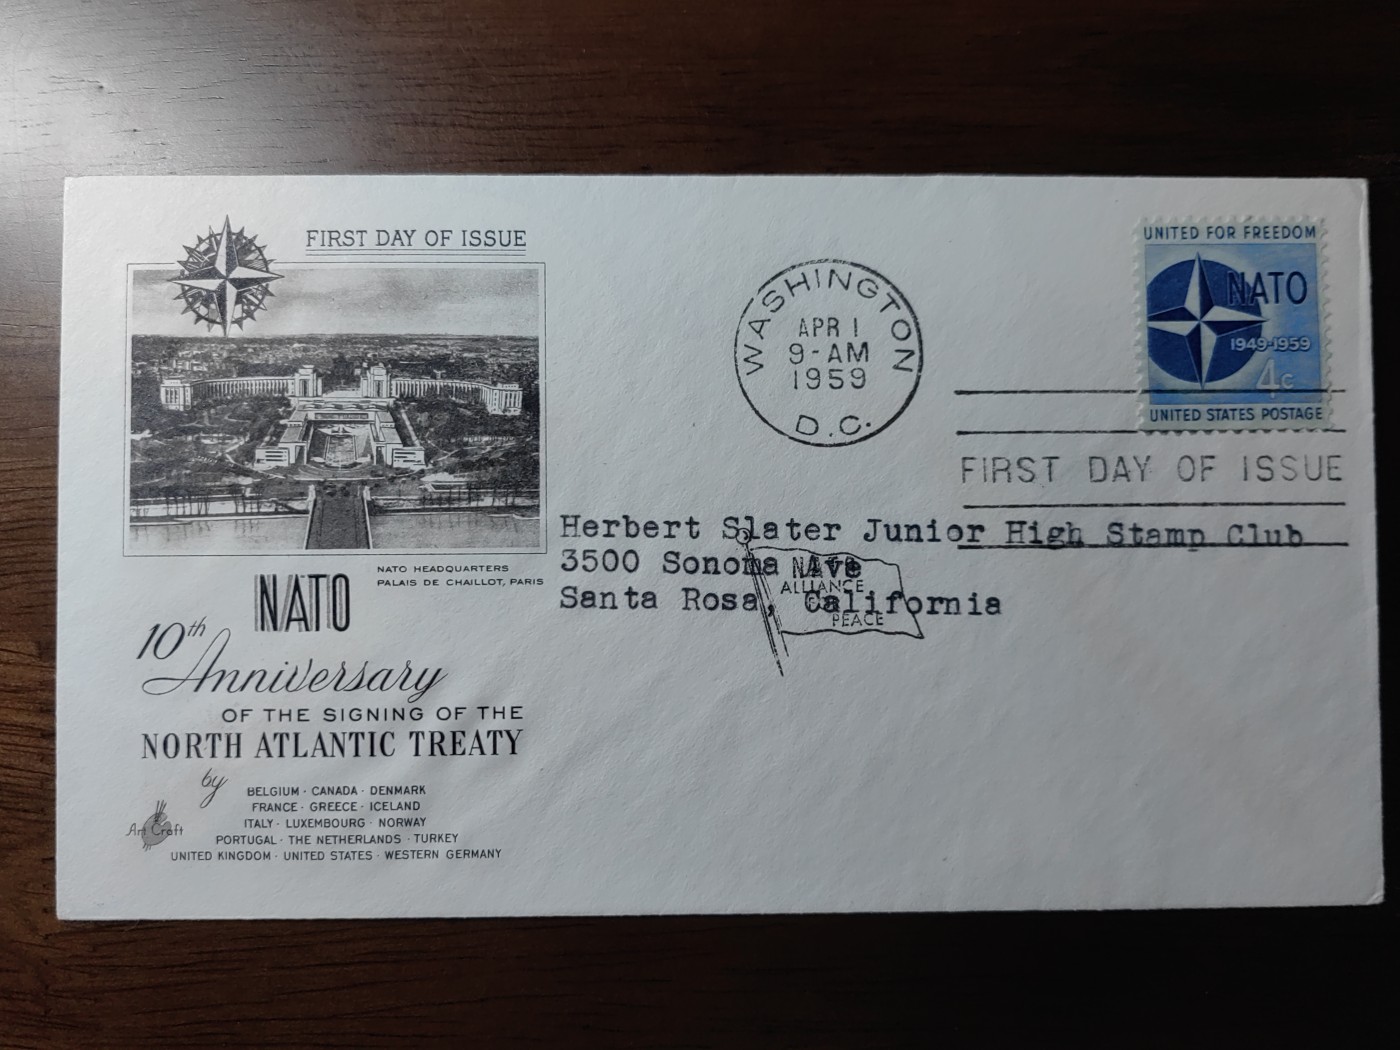 FIRST DAY OF ISSUE
NATO HEADQUARTERS
PALAIS DE CHAILLOT, PARIS
NATO
10th
Anniversary
OF THE SIGNING OF THE
NORTH ATLANTIC TREATY
by
BELGIUM · CANADA · DENMARK
FRANCE · GREECE · ICELAND
ITALY · LUXEMBOURG · NORWAY
PORTUGAL · THE NETHERLANDS · TURKEY
UNITED KINGDOM · UNITED STATES · WESTERN GERMANY
Art Craft
WASHINGTON
APR 1
9-AM
1959
D.C.
UNITED FOR FREEDOM
NATO
1949-1959
4c
UNITED STATES POSTAGE
FIRST DAY OF ISSUE
Herbert Slater Junior High Stamp Club
3500 Sonoma Ave
Santa Rosa, California
NATO
ALLIANCE
PEACE